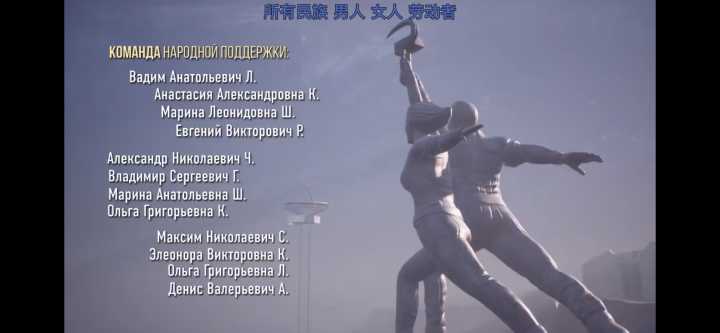 所有民族 男人 女人 劳动者
КОМАНДА НАРОДНОЙ ПОДДЕРЖКИ:
Вадим Анатольевич Л.
Анастасия Александровна К.
Марина Леонидовна Ш.
Евгений Викторович Р.
Александр Николаевич Ч.
Владимир Сергеевич Г.
Марина Анатольевна Ш.
Ольга Григорьевна К.
Максим Николаевич С.
Элеонора Викторовна К.
Ольга Григорьевна Л.
Денис Валерьевич А.